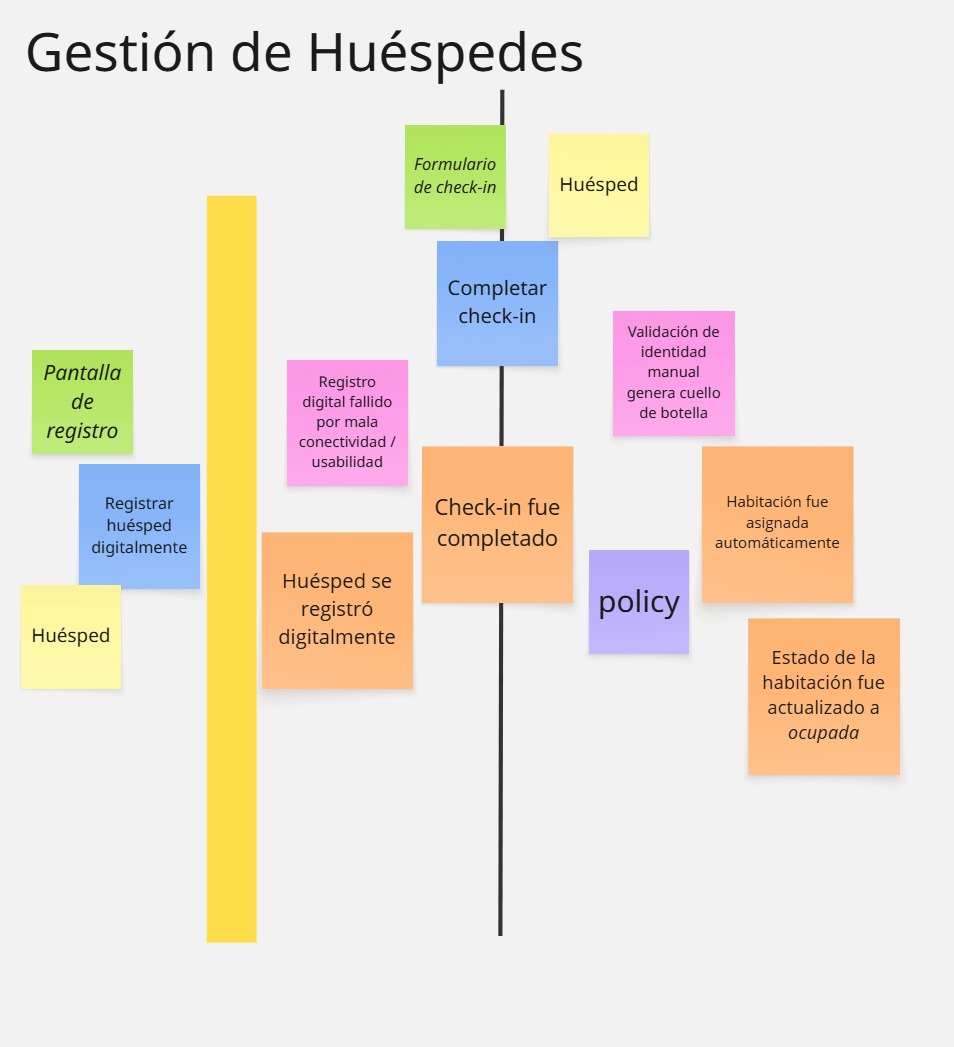 Gestión de Huéspedes
Formulario
de check-in
Huésped
Completar
check-in
Pantalla
de
registro
Registrar
huésped
digitalmente
Huésped
Registro
digital fallido
por mala
conectividad /
usabilidad
Huésped se
registró
digitalmente
Check-in fue
completado
Validación de
identidad
manual
genera cuello
de botella
policy
Habitación fue
asignada
automáticamente
Estado de la
habitación fue
actualizado a
ocupada